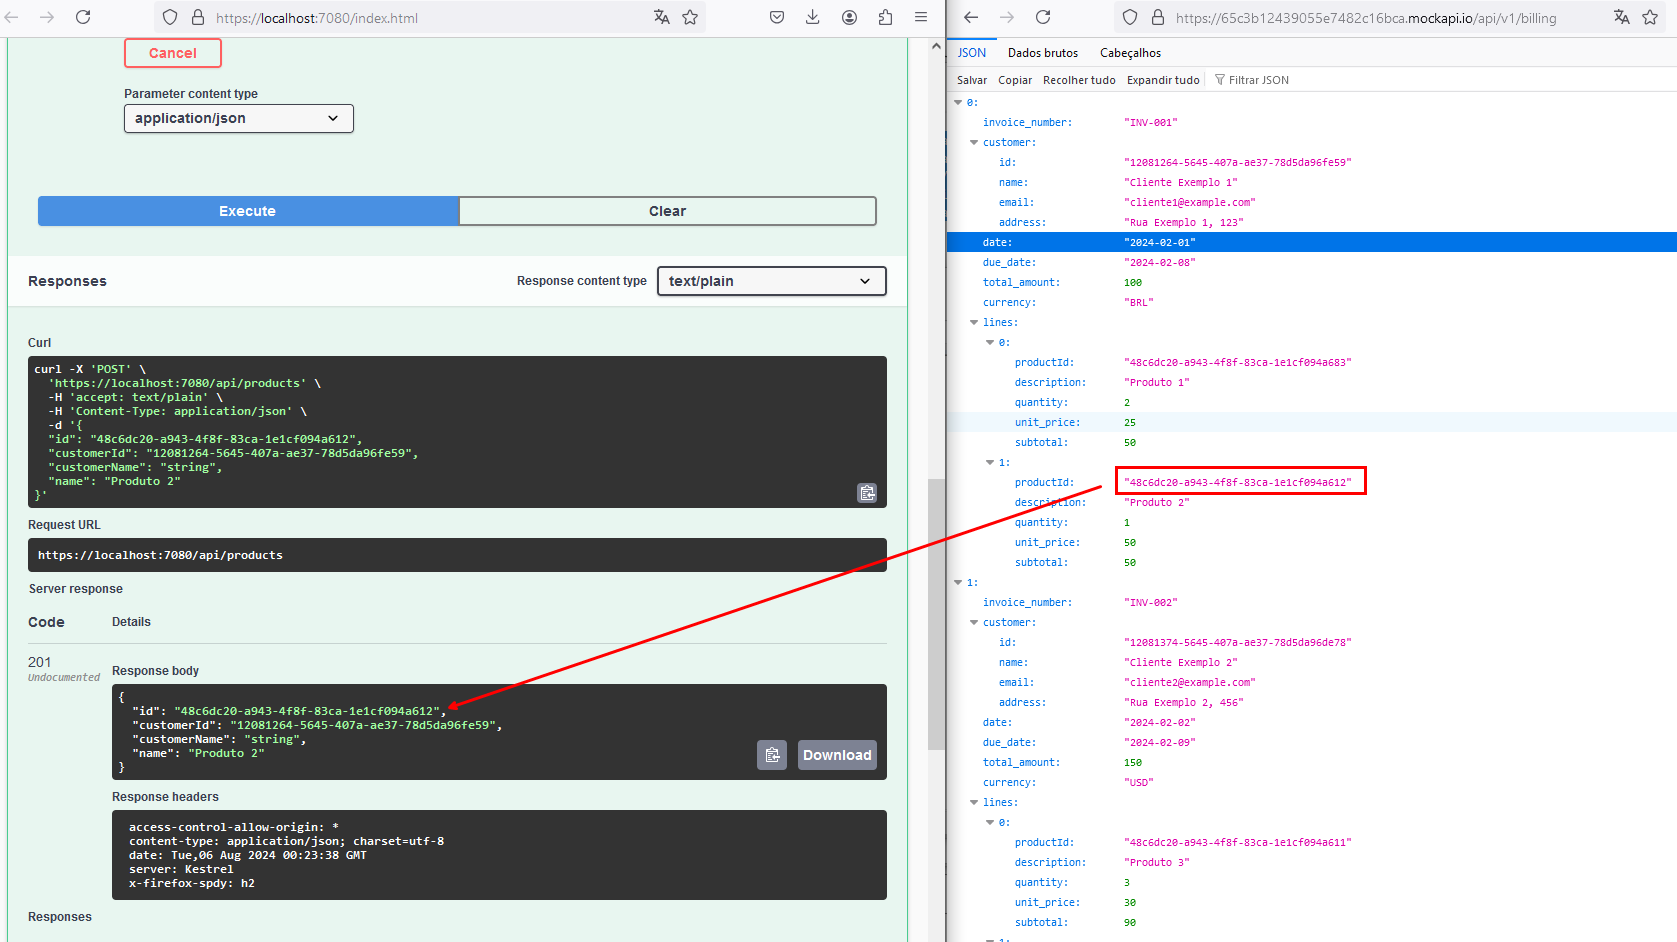 https://localhost:7080/index.html
Cancel
Parameter content type
application/json
Execute
Clear
Responses
Response content type
text/plain
Curl
curl -X 'POST' \
'https://localhost:7080/api/products' \
-H 'accept: text/plain' \
-H 'Content-Type: application/json' \
-d '{
"id": "48c6dc20-a943-4f8f-83ca-1e1cf094a612",
"customerId": "12081264-5645-407a-ae37-78d5da96fe59",
"customerName": "string",
"name": "Produto 2"
}'
Request URL
https://localhost:7080/api/products
Server response
Code Details
201
Undocumented
Response body
{
"id": "48c6dc20-a943-4f8f-83ca-1e1cf094a612",
"customerId": "12081264-5645-407a-ae37-78d5da96fe59",
"customerName": "string",
"name": "Produto 2"
}
Download
Response headers
access-control-allow-origin: *
content-type: application/json; charset=utf-8
date: Tue,06 Aug 2024 00:23:38 GMT
server: Kestrel
x-firefox-spdy: h2
Responses
https://65c3b12439055e7482c16bca.mockapi.io/api/v1/billing
JSON Dados brutos Cabeçalhos
Salvar Copiar Recolher tudo Expandir tudo Filtrar JSON
0:
invoice_number: "INV-001"
customer:
id: "12081264-5645-407a-ae37-78d5da96fe59"
name: "Cliente Exemplo 1"
email: "cliente1@example.com"
address: "Rua Exemplo 1, 123"
date: "2024-02-01"
due_date: "2024-02-08"
total_amount: 100
currency: "BRL"
lines:
0:
productId: "48c6dc20-a943-4f8f-83ca-1e1cf094a683"
description: "Produto 1"
quantity: 2
unit_price: 25
subtotal: 50
1:
productId: "48c6dc20-a943-4f8f-83ca-1e1cf094a612"
description: "Produto 2"
quantity: 1
unit_price: 50
subtotal: 50
1:
invoice_number: "INV-002"
customer:
id: "12081374-5645-407a-ae37-78d5da96de78"
name: "Cliente Exemplo 2"
email: "cliente2@example.com"
address: "Rua Exemplo 2, 456"
date: "2024-02-02"
due_date: "2024-02-09"
total_amount: 150
currency: "USD"
lines:
0:
productId: "48c6dc20-a943-4f8f-83ca-1e1cf094a611"
description: "Produto 3"
quantity: 3
unit_price: 30
subtotal: 90
1: